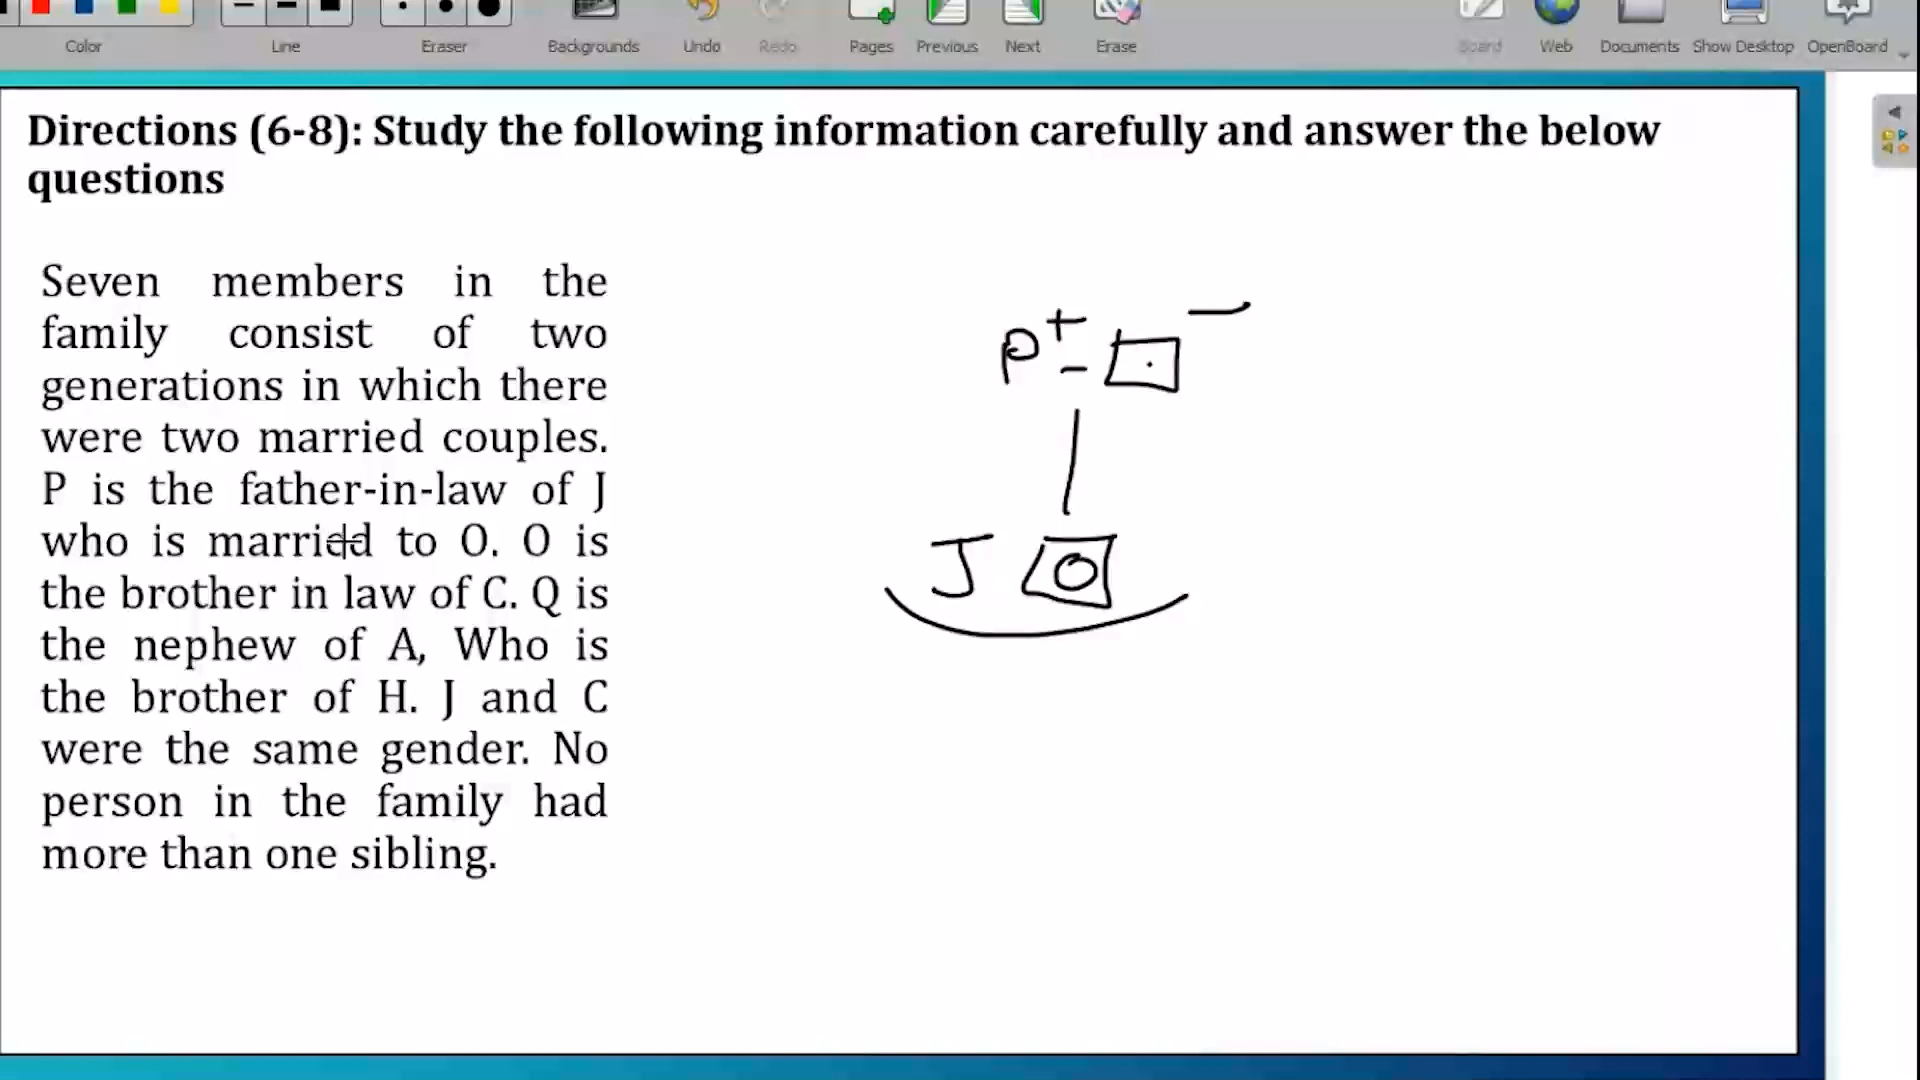 Color
Line
Eraser
Backgrounds
Undo
Redo
Pages
Previous
Next
Erase
Board
Web
Documents
Show Desktop
OpenBoard
Directions (6-8): Study the following information carefully and answer the below
questions
Seven members in the
family consist of two
generations in which there
were two married couples.
P is the father-in-law of J
who is married to O. O is
the brother in law of C. Q is
the nephew of A, Who is
the brother of H. J and C
were the same gender. No
person in the family had
more than one sibling.
P + - -
J O